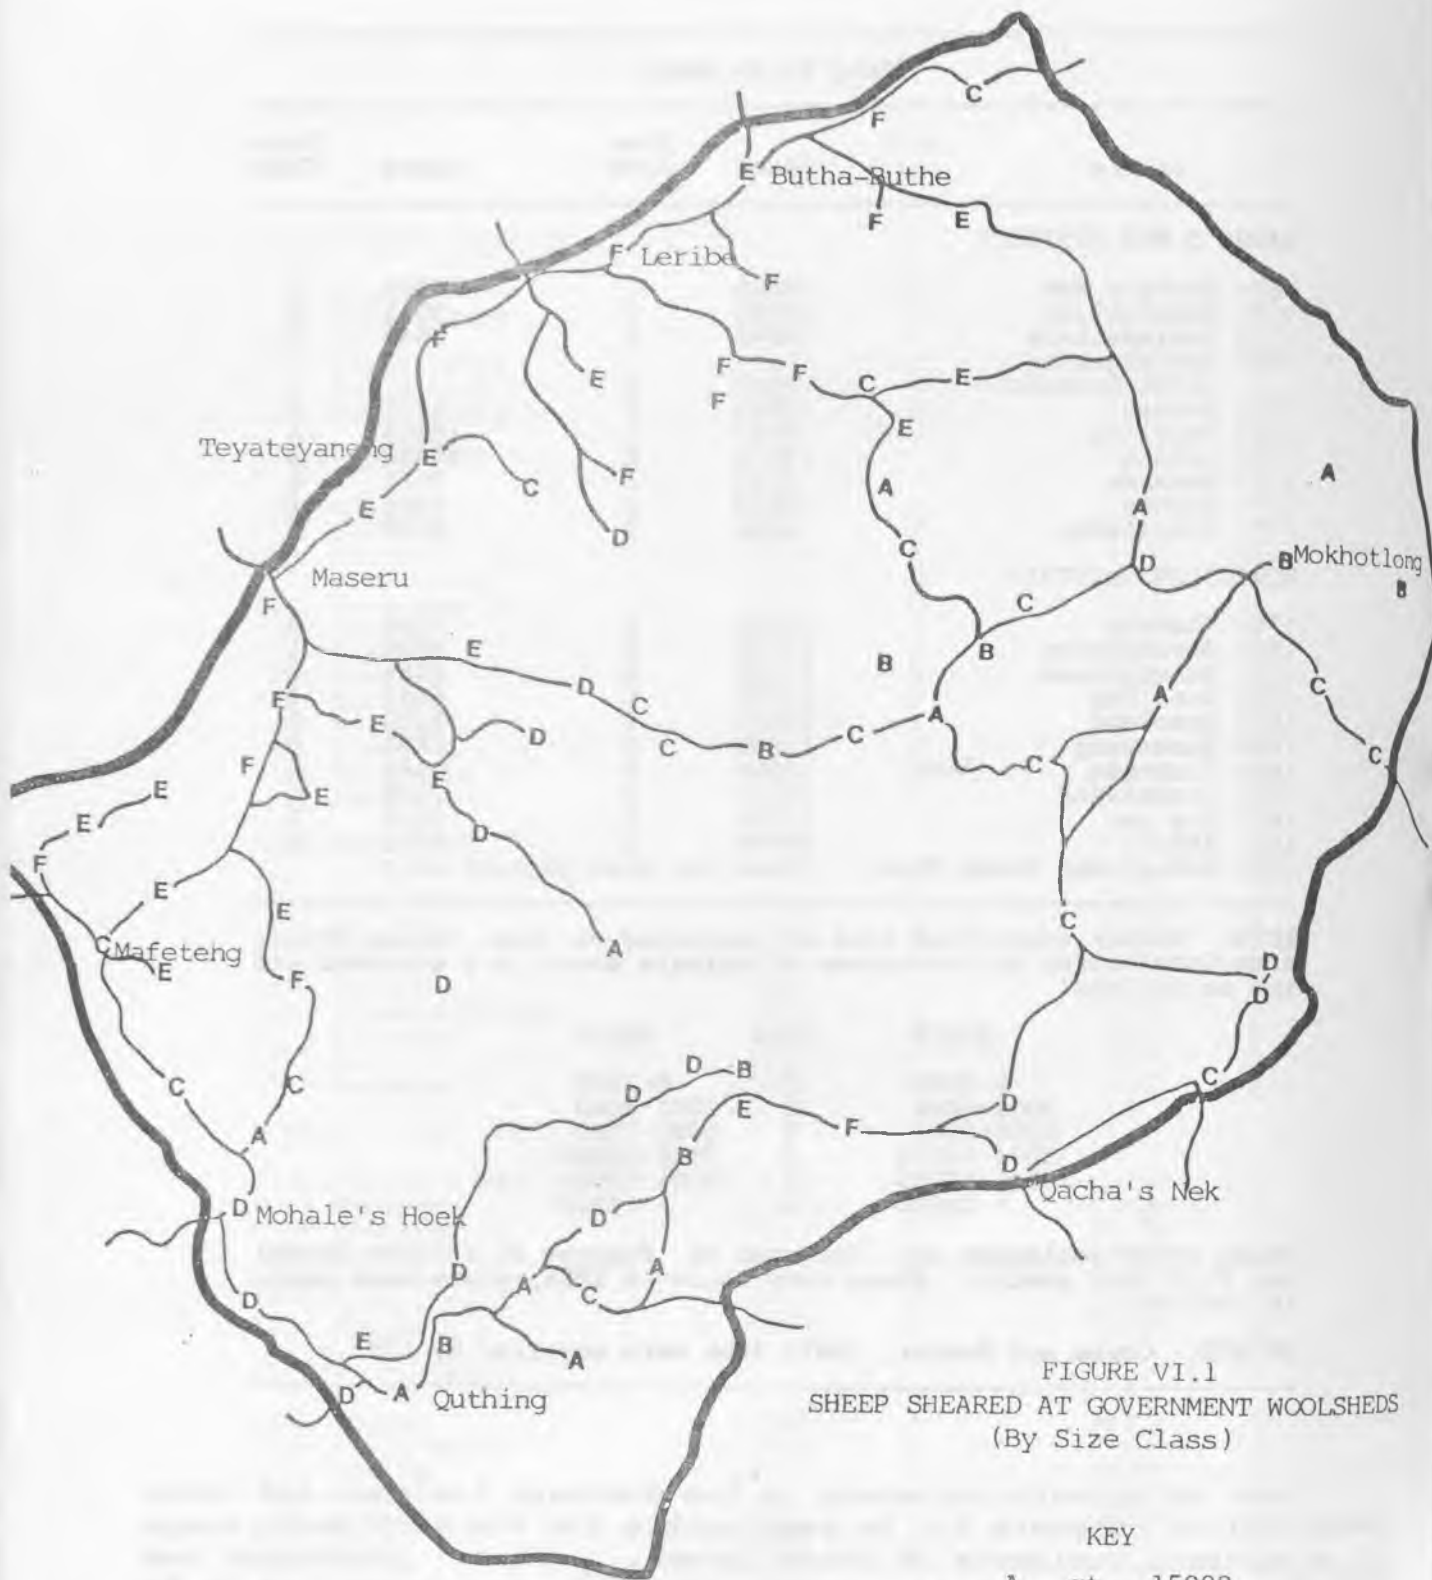 C
F
E Butha-Buthe
F E
F Leribe
F
F
F F E
E C E
F
E
Teyateyaneng E
F C A A
E
A
D C D
B Mokhotlong
Maseru
F C B
E B B
D C C
E A A
E D C C
C B
F E C
E E
E D
F
E E C
C Mafeteng A
E F D D
D
D B
C C D C
E D
A B F
D
D Mohale's Hoek D Qacha's Nek
D A
D A C
E B
A
D A Quthing
FIGURE VI.1
SHEEP SHEARED AT GOVERNMENT WOOLSHEDS
(By Size Class)
KEY